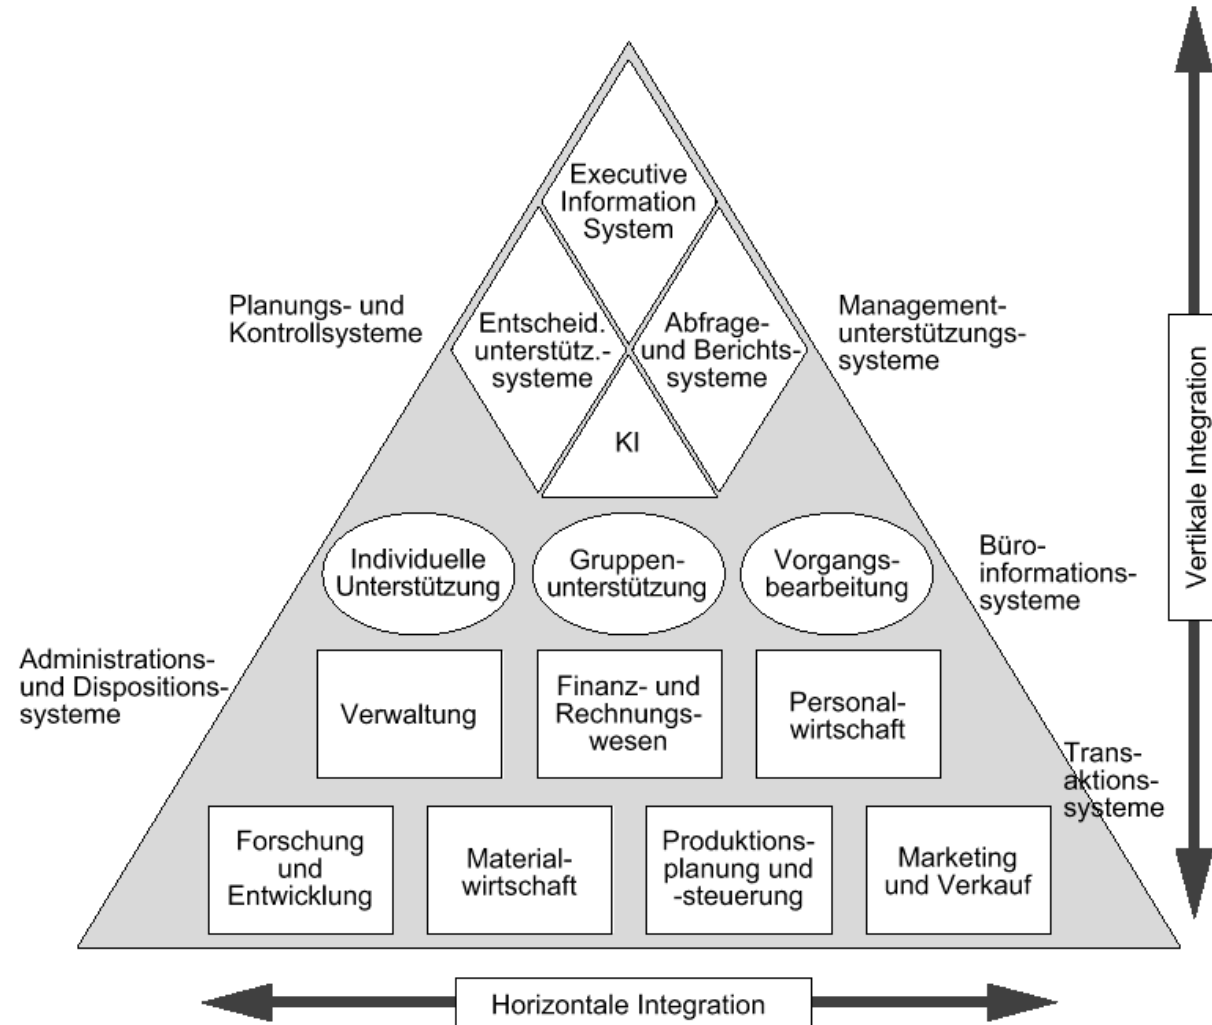 Executive
Information
System
Planungs- und
Kontrollsysteme
Entscheid.
unterstütz.-
systeme
Abfrage-
und Berichts-
systeme
Management-
unterstützungs-
systeme
KI
Vertikale Integration
Individuelle
Unterstützung
Gruppen-
unterstützung
Vorgangs-
bearbeitung
Büro-
informations-
systeme
Administrations-
und Dispositions-
systeme
Verwaltung
Finanz- und
Rechnungs-
wesen
Personal-
wirtschaft
Trans-
aktions-
systeme
Forschung
und
Entwicklung
Material-
wirtschaft
Produktions-
planung und
-steuerung
Marketing
und Verkauf
Horizontale Integration